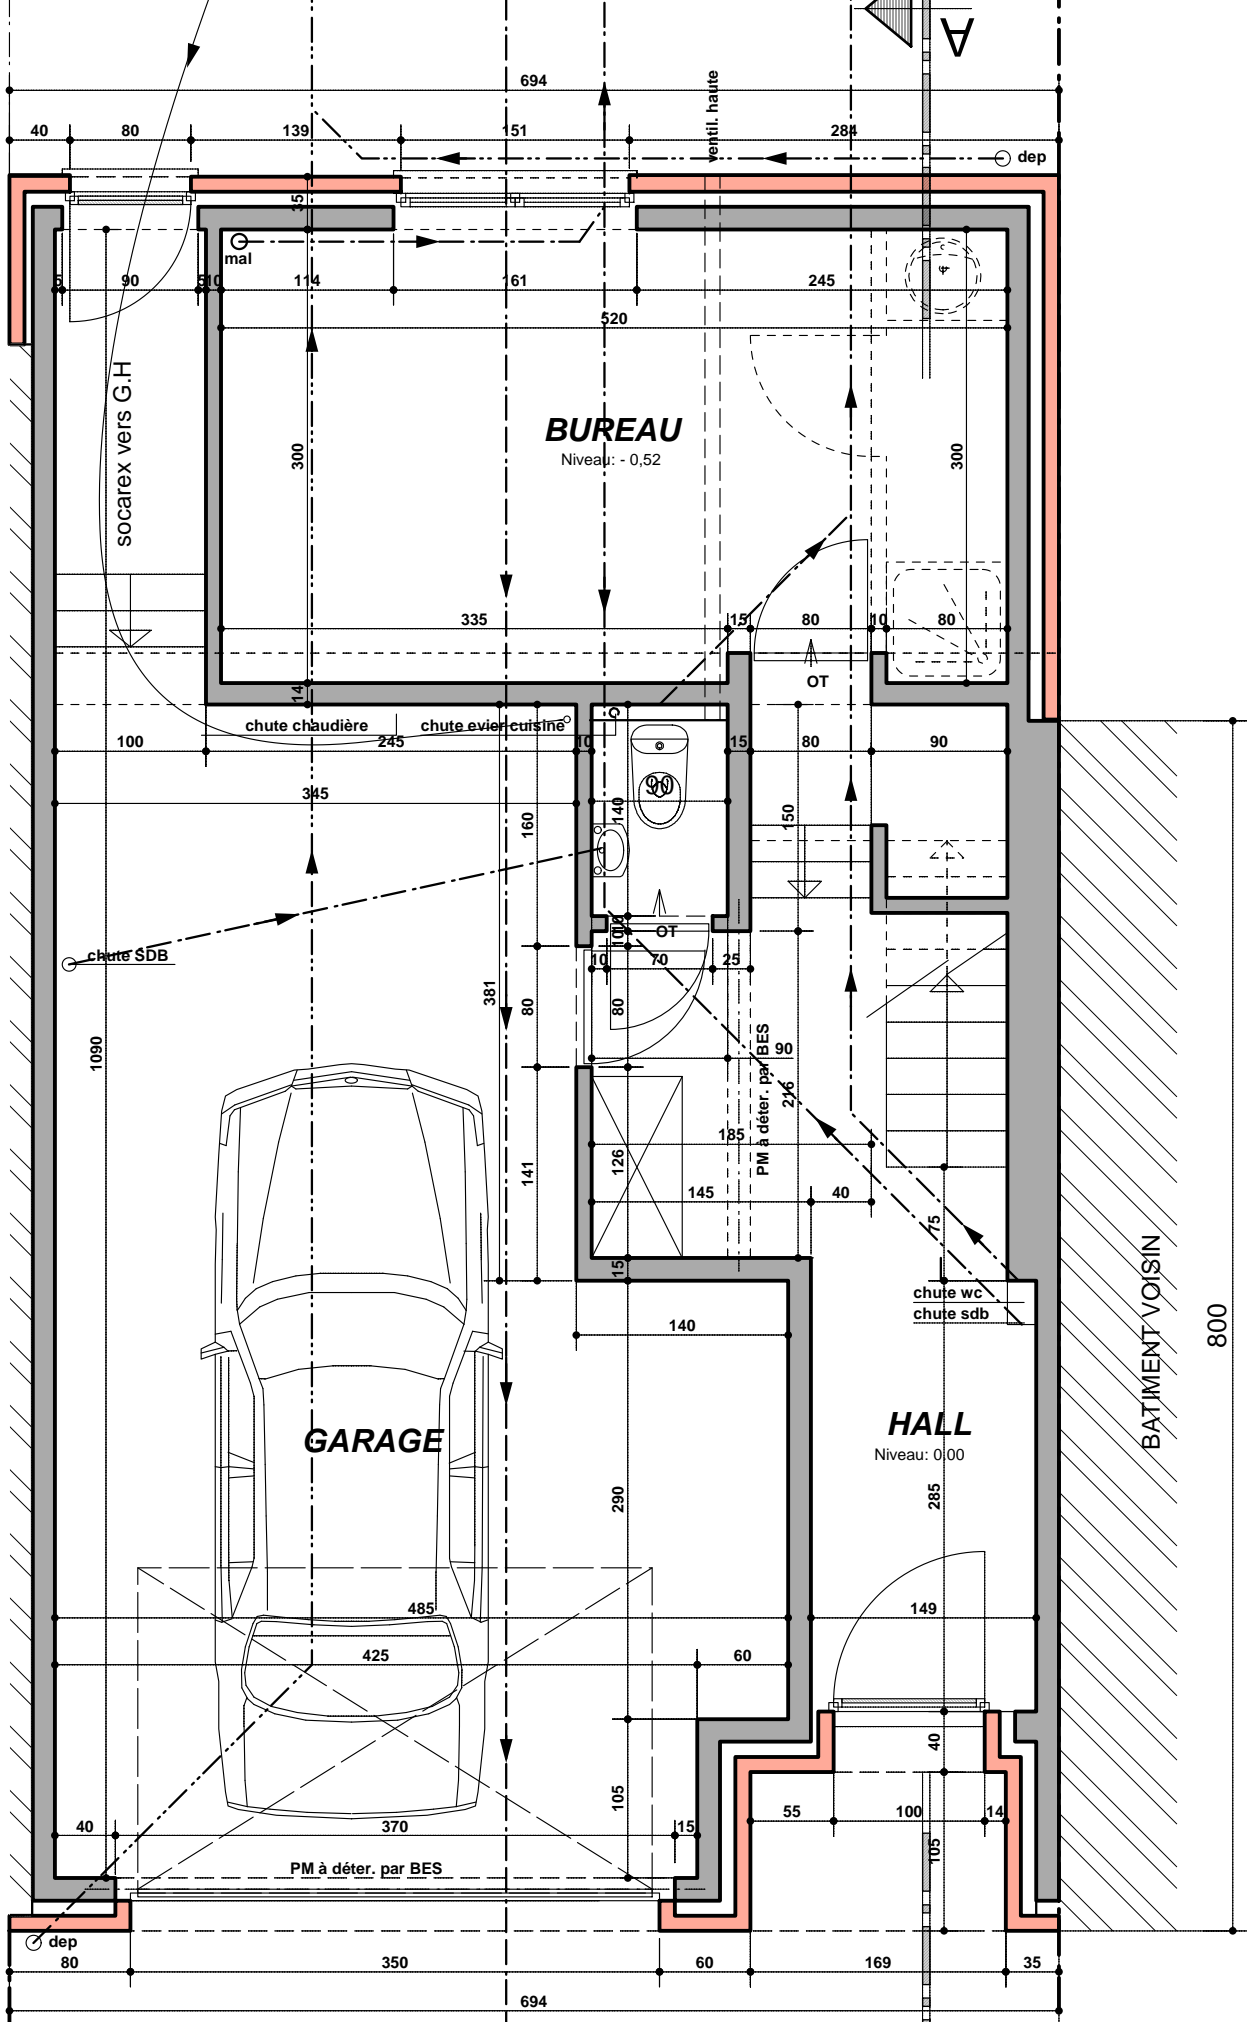 A
694
40 80 139 151 284
ventil. haute
dep
35
mal
5 90 5 10 114 161 245
520
socarex vers G.H
BUREAU
Niveau: - 0,52
300
300
335 15 80 10 80
OT
14
chute chaudière
chute evier cuisine
100 245 10 15 80 90
90
345
140
160
150
OT
chute SDB
10 10
10 70 25
381
80
80
1090
90
PM à déter. par BES
216
185
126
141
145 40
75
15
chute wc
chute sdb
140
BATIMENT VOISIN
800
GARAGE
HALL
Niveau: 0,00
290
285
485
149
425 60
40
105
55 100 14
105
40 370 15
PM à déter. par BES
dep
80 350 60 169 35
694